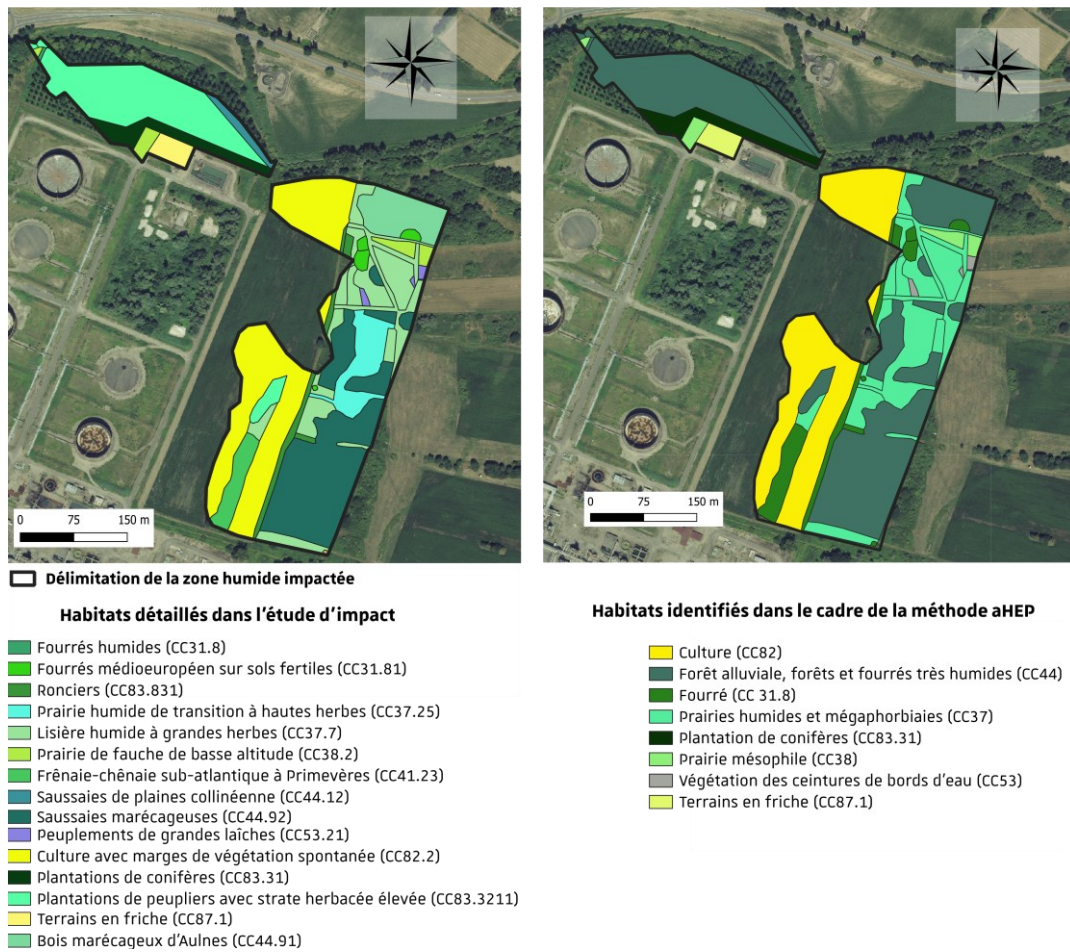 0 75 150 m
0 75 150 m
Délimitation de la zone humide impactée
Habitats détaillés dans l'étude d'impact
Fourrés humides (CC31.8)
Fourrés médioeuropéen sur sols fertiles (CC31.81)
Ronciers (CC83.831)
Prairie humide de transition à hautes herbes (CC37.25)
Lisière humide à grandes herbes (CC37.7)
Prairie de fauche de basse altitude (CC38.2)
Frênaie-chênaie sub-atlantique à Primevères (CC41.23)
Saussaies de plaines collinéenne (CC44.12)
Saussaies marécageuses (CC44.92)
Peuplements de grandes laîches (CC53.21)
Culture avec marges de végétation spontanée (CC82.2)
Plantations de conifères (CC83.31)
Plantations de peupliers avec strate herbacée élevée (CC83.3211)
Terrains en friche (CC87.1)
Bois marécageux d'Aulnes (CC44.91)
Habitats identifiés dans le cadre de la méthode aHEP
Culture (CC82)
Forêt alluviale, forêts et fourrés très humides (CC44)
Fourré (CC 31.8)
Prairies humides et mégaphorbiaies (CC37)
Plantation de conifères (CC83.31)
Prairie mésophile (CC38)
Végétation des ceintures de bords d'eau (CC53)
Terrains en friche (CC87.1)